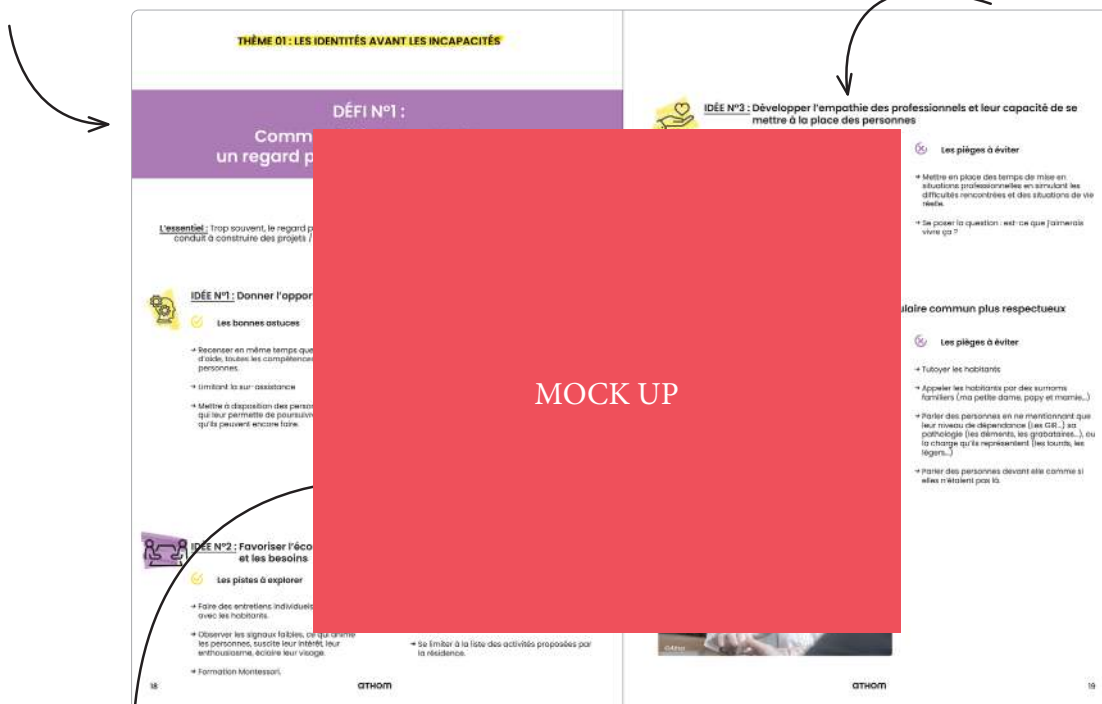 THÈME 01 : LES IDENTITÉS AVANT LES INCAPACITÉS
DÉFI N°1 :
Comm
un regard p
L'essentiel : Trop souvent, le regard p
conduit à construire des projets /
IDÉE N°1 : Donner l'oppor
Les bonnes astuces
→ Recenser en même temps que
d'aide, toutes les compétences
personnes.
→ Limitant la sur-assistance
→ Mettre à disposition des person
qui leur permette de poursuivre
qu'ils peuvent encore faire.
IDÉE N°2 : Favoriser l'éco
et les besoins
Les pistes à explorer
→ Faire des entretiens individuels
avec les habitants.
→ Observer les signaux faibles, ce qui anime
les personnes, suscite leur intérêt, leur
enthousiasme, éclaire leur visage.
→ Formation Montessori.
→ Se limiter à la liste des activités proposées par
la résidence.
18
aTHOM
MOCK UP
IDÉE N°3 : Développer l'empathie des professionnels et leur capacité de se
mettre à la place des personnes
Les pièges à éviter
→ Mettre en place des temps de mise en
situations professionnelles en simulant les
difficultés rencontrées et des situations de vie
réelle.
→ Se poser la question : est-ce que j'aimerais
vivre ça ?
ulaire commun plus respectueux
Les pièges à éviter
→ Tutoyer les habitants
→ Appeler les habitants par des surnoms
familiers (ma petite dame, papy et mamie...)
→ Parler des personnes en ne mentionnant que
leur niveau de dépendance (Les GIR...) sa
pathologie (les déments, les grabataires...), ou
la charge qu'ils représentent (les lourds, les
légers...)
→ Parler des personnes devant elle comme si
elles n'étaient pas là.
aTHOM
19